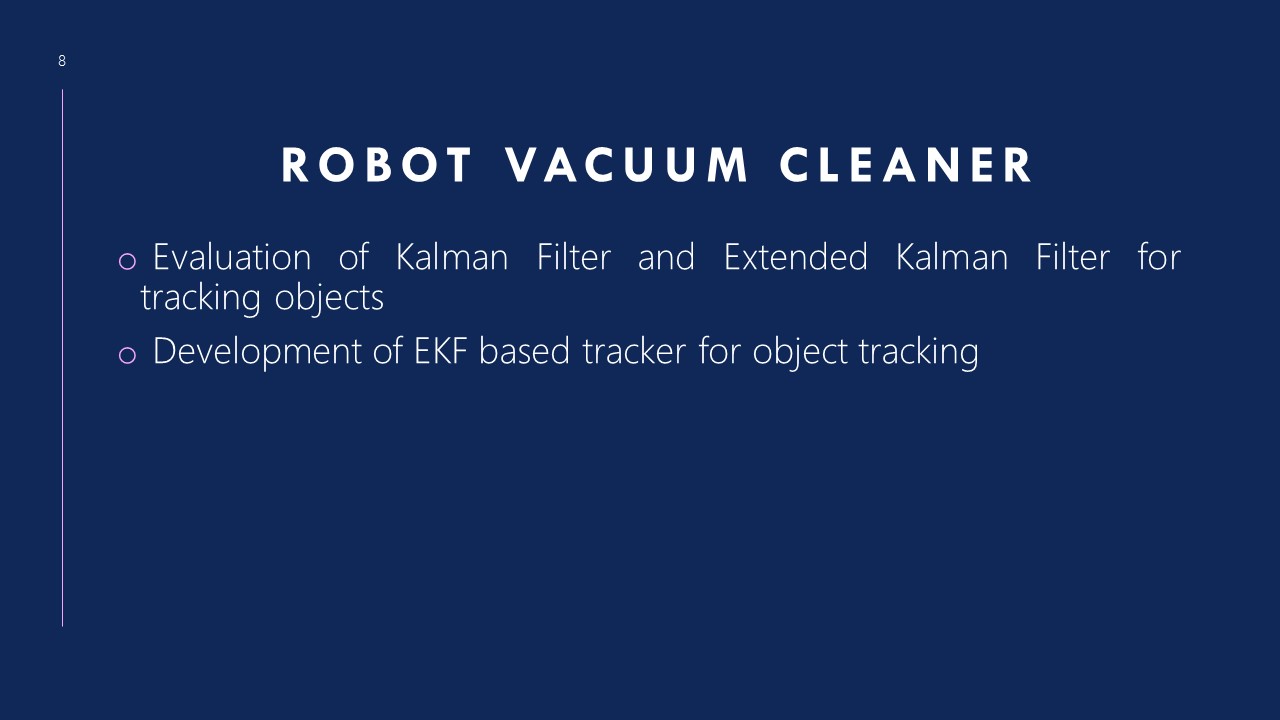 8
ROBOT VACUUM CLEANER
o Evaluation of Kalman Filter and Extended Kalman Filter for
tracking objects
o Development of EKF based tracker for object tracking